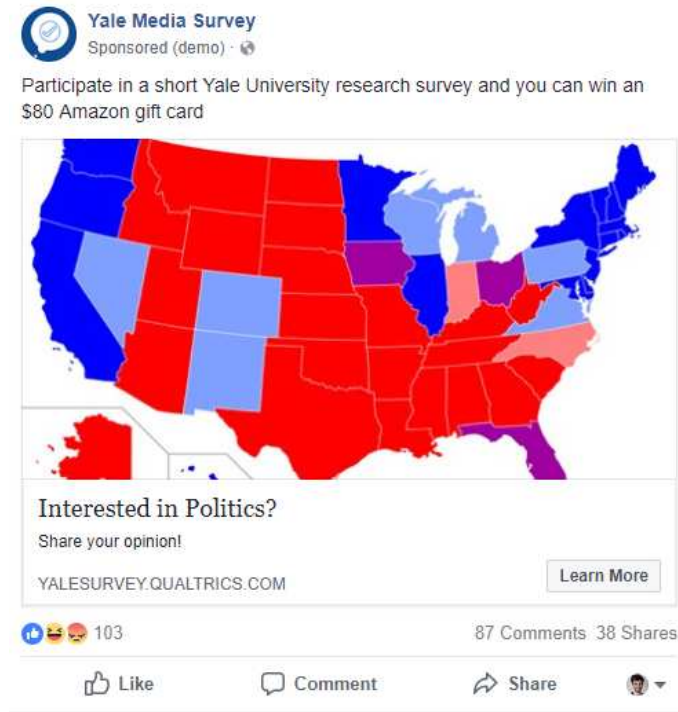 Yale Media Survey
Sponsored (demo) ·
Participate in a short Yale University research survey and you can win an
$80 Amazon gift card
Interested in Politics?
Share your opinion!
YALESURVEY.QUALTRICS.COM
Learn More
103
87 Comments 38 Shares
Like Comment Share